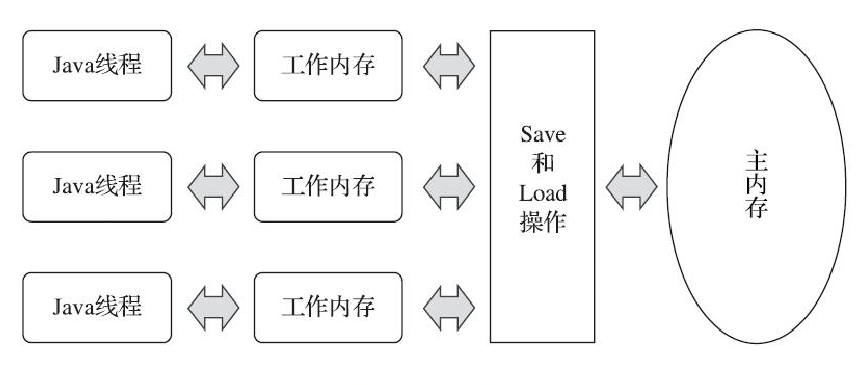 Java线程
工作内存
Java线程
工作内存
Java线程
工作内存
Save
和
Load
操作
主
内
存